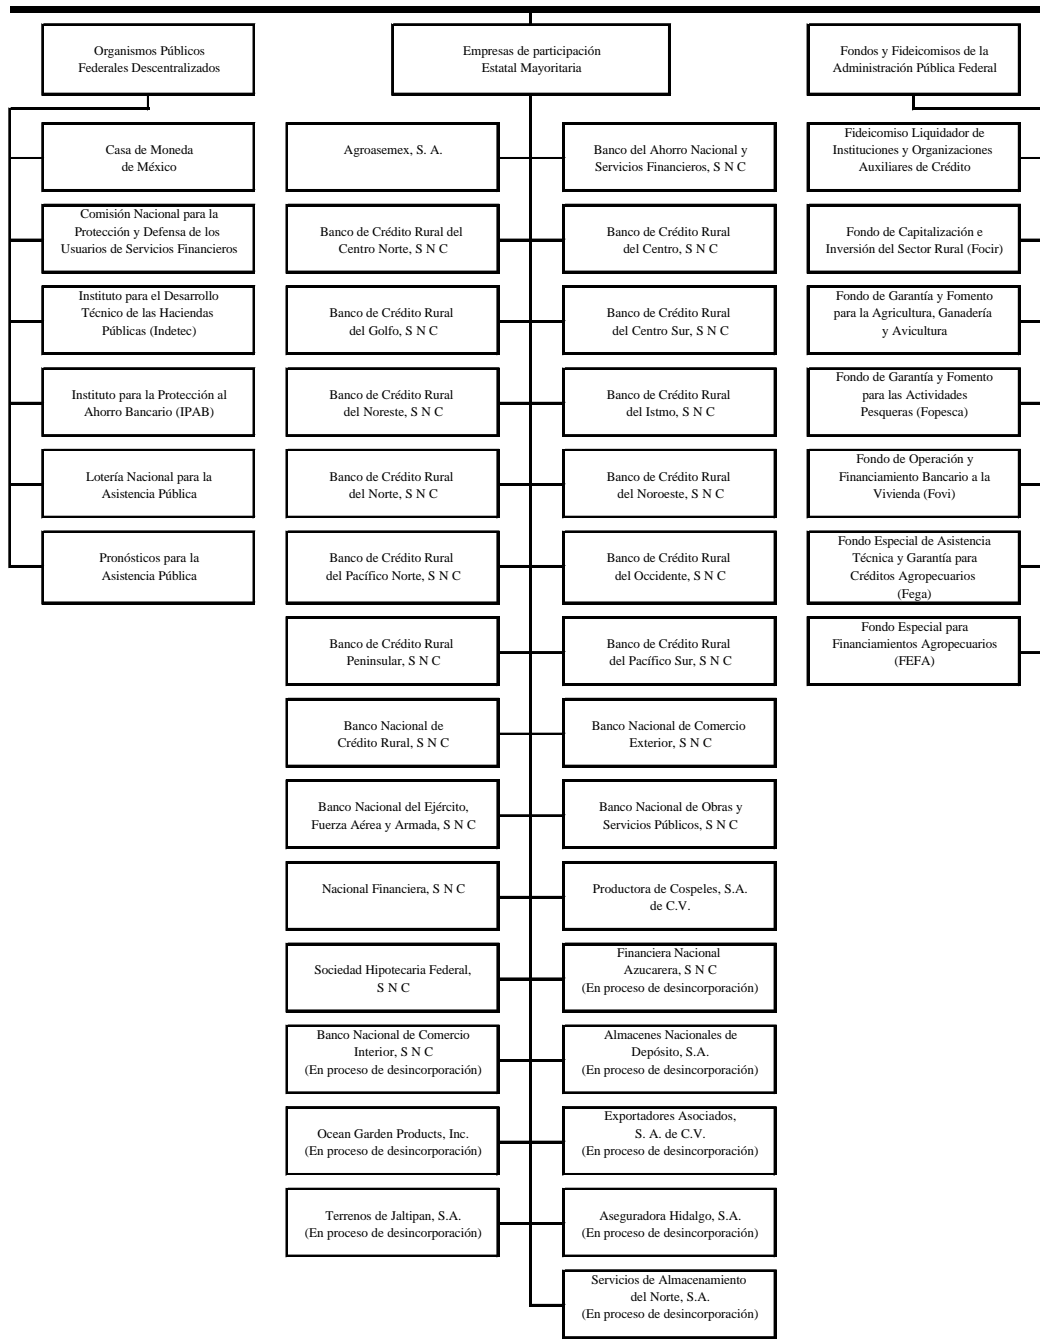 Organismos Públicos
Federales Descentralizados
Empresas de participación
Estatal Mayoritaria
Fondos y Fideicomisos de la
Administración Pública Federal
Casa de Moneda
de México
Agroasemex, S. A.
Banco del Ahorro Nacional y
Servicios Financieros, S N C
Fideicomiso Liquidador de
Instituciones y Organizaciones
Auxiliares de Crédito
Comisión Nacional para la
Protección y Defensa de los
Usuarios de Servicios Financieros
Banco de Crédito Rural del
Centro Norte, S N C
Banco de Crédito Rural
del Centro, S N C
Fondo de Capitalización e
Inversión del Sector Rural (Focir)
Instituto para el Desarrollo
Técnico de las Haciendas
Públicas (Indetec)
Banco de Crédito Rural
del Golfo, S N C
Banco de Crédito Rural
del Centro Sur, S N C
Fondo de Garantía y Fomento
para la Agricultura, Ganadería
y Avicultura
Instituto para la Protección al
Ahorro Bancario (IPAB)
Banco de Crédito Rural
del Noreste, S N C
Banco de Crédito Rural
del Istmo, S N C
Fondo de Garantía y Fomento
para las Actividades
Pesqueras (Fopesca)
Lotería Nacional para la
Asistencia Pública
Banco de Crédito Rural
del Norte, S N C
Banco de Crédito Rural
del Noroeste, S N C
Fondo de Operación y
Financiamiento Bancario a la
Vivienda (Fovi)
Pronósticos para la
Asistencia Pública
Banco de Crédito Rural
del Pacífico Norte, S N C
Banco de Crédito Rural
del Occidente, S N C
Fondo Especial de Asistencia
Técnica y Garantía para
Créditos Agropecuarios
(Fega)
Banco de Crédito Rural
Peninsular, S N C
Banco de Crédito Rural
del Pacífico Sur, S N C
Fondo Especial para
Financiamientos Agropecuarios
(FEFA)
Banco Nacional de
Crédito Rural, S N C
Banco Nacional de Comercio
Exterior, S N C
Banco Nacional del Ejército,
Fuerza Aérea y Armada, S N C
Banco Nacional de Obras y
Servicios Públicos, S N C
Nacional Financiera, S N C
Productora de Cospeles, S.A.
de C.V.
Sociedad Hipotecaria Federal,
S N C
Financiera Nacional
Azucarera, S N C
(En proceso de desincorporación)
Banco Nacional de Comercio
Interior, S N C
(En proceso de desincorporación)
Almacenes Nacionales de
Depósito, S.A.
(En proceso de desincorporación)
Ocean Garden Products, Inc.
(En proceso de desincorporación)
Exportadores Asociados,
S. A. de C.V.
(En proceso de desincorporación)
Terrenos de Jaltipan, S.A.
(En proceso de desincorporación)
Aseguradora Hidalgo, S.A.
(En proceso de desincorporación)
Servicios de Almacenamiento
del Norte, S.A.
(En proceso de desincorporación)